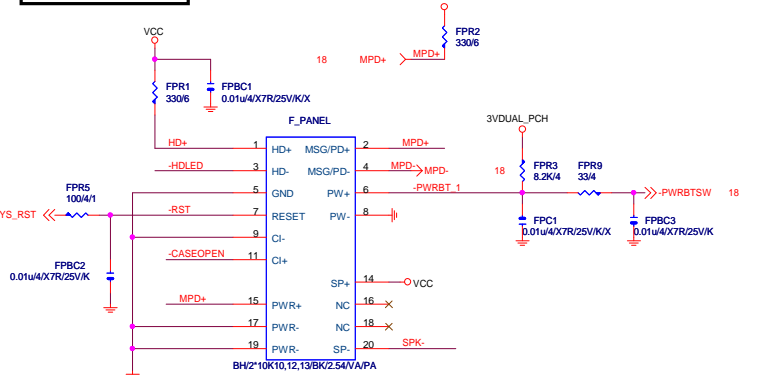 VCC
FPR1
330/6
FPBC1
0.01u/4/X7R/25V/K/X
18 MPD+ MPD+
FPR2
330/6
F_PANEL
3VDUAL_PCH
HD+ 1 HD+ MSG/PD+ 2 MPD+
-HDLED 3 HD- MSG/PD- 4 MPD- MPD- 18
5 GND PW+ 6 -PWRBT_1
FPR3
8.2K/4
FPR9
33/4
-PWRBTSW 18
FPR5
100/4/1
YS_RST -RST 7 RESET PW- 8
9 CI-
-CASEOPEN 11 CI+
FPC1
0.01u/4/X7R/25V/K/X
FPBC3
0.01u/4/X7R/25V/K
FPBC2
0.01u/4/X7R/25V/K
SP+ 14 VCC
MPD+ 15 PWR+ NC 16
17 PWR- NC 18
19 PWR- SP- 20 SPK-
BH/2*10K10,12,13/BK/2.54/VA/PA